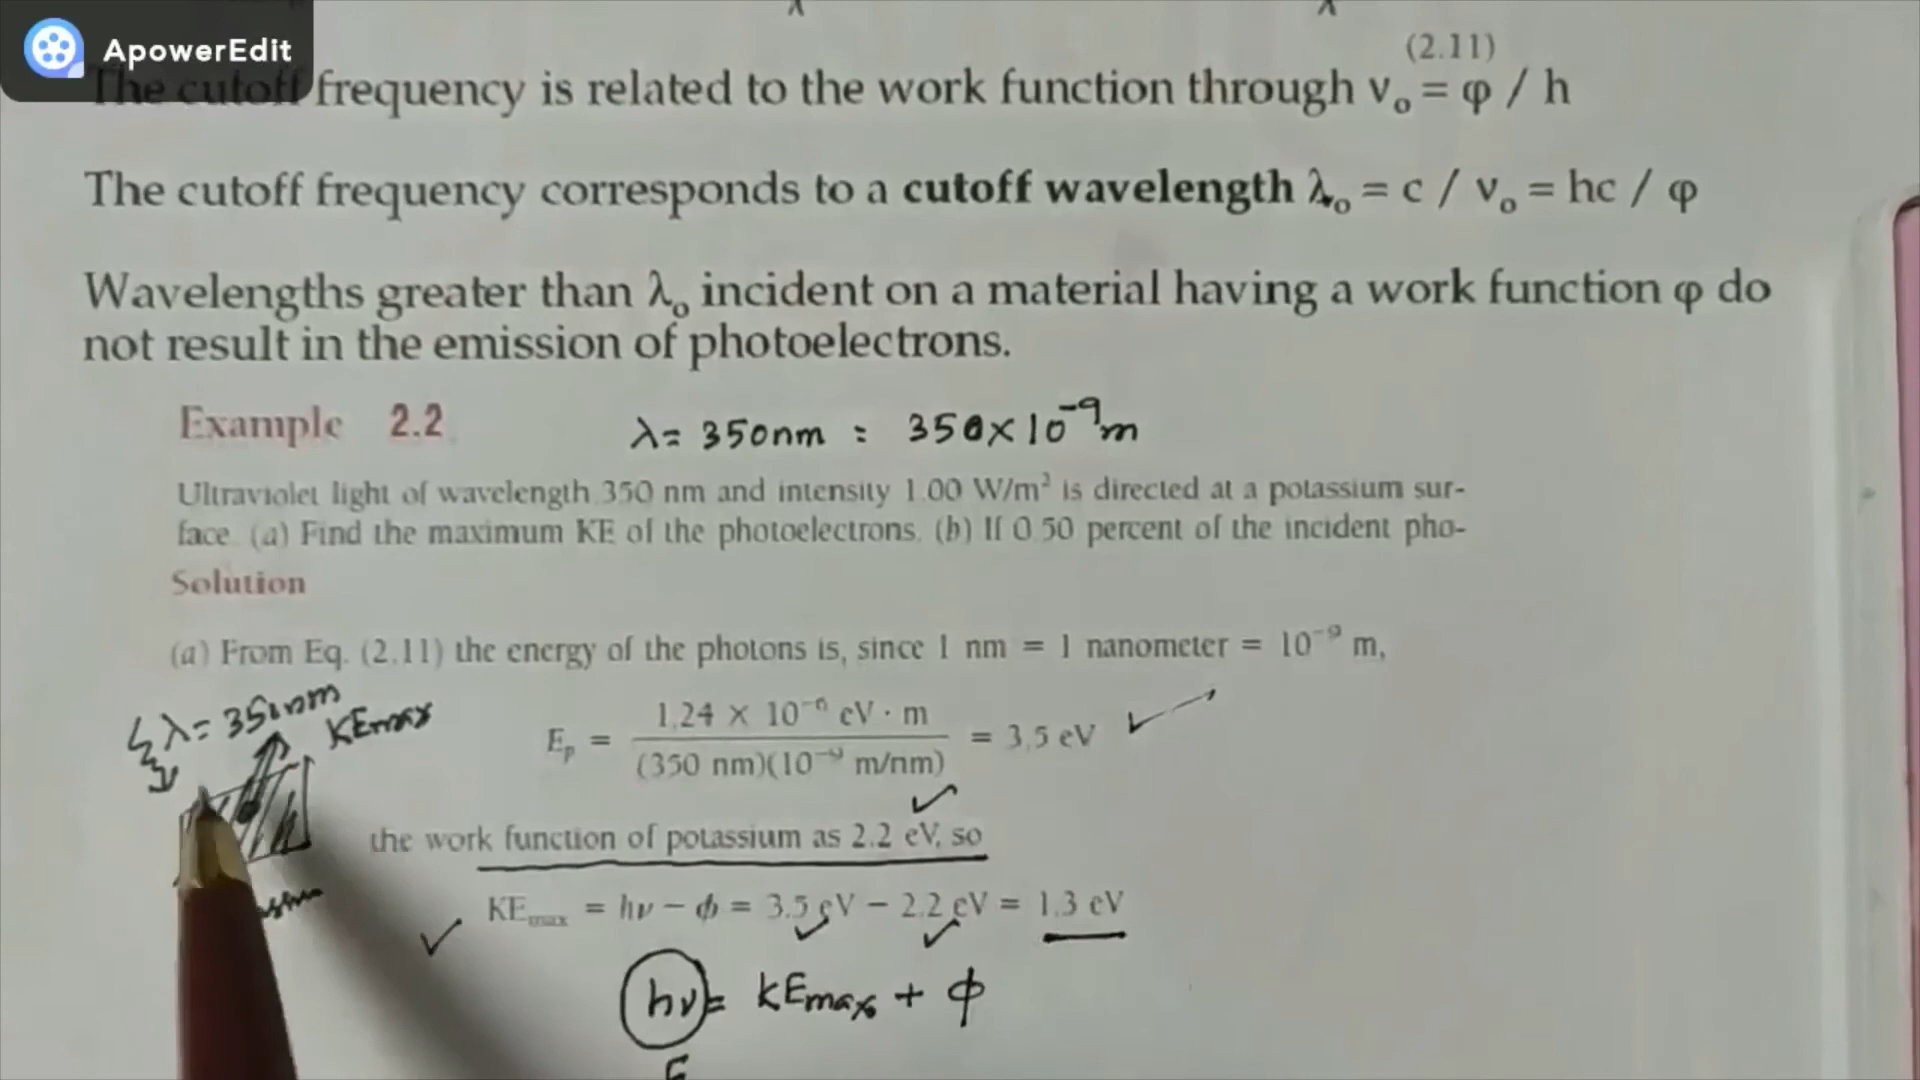 ApowerEdit
(2.11)
The cutoff frequency is related to the work function through νₒ = φ / h
The cutoff frequency corresponds to a cutoff wavelength λₒ = c / νₒ = hc / φ
Wavelengths greater than λₒ incident on a material having a work function φ do
not result in the emission of photoelectrons.
Example 2.2
λ = 350nm = 350×10⁻⁹m
Ultraviolet light of wavelength 350 nm and intensity 1.00 W/m² is directed at a potassium sur-
face (a) Find the maximum KE of the photoelectrons. (b) If 0.50 percent of the incident pho-
Solution
(a) From Eq. (2.11) the energy of the photons is, since 1 nm = 1 nanometer = 10⁻⁹ m,
λ = 350nm
KEmax
Eₚ = 1.24 × 10⁻⁶ eV · m / (350 nm)(10⁻⁹ m/nm) = 3.5 eV
the work function of potassium as 2.2 eV, so
KEmax = hν − ϕ = 3.5 eV − 2.2 eV = 1.3 eV
hν = KEmax + ϕ